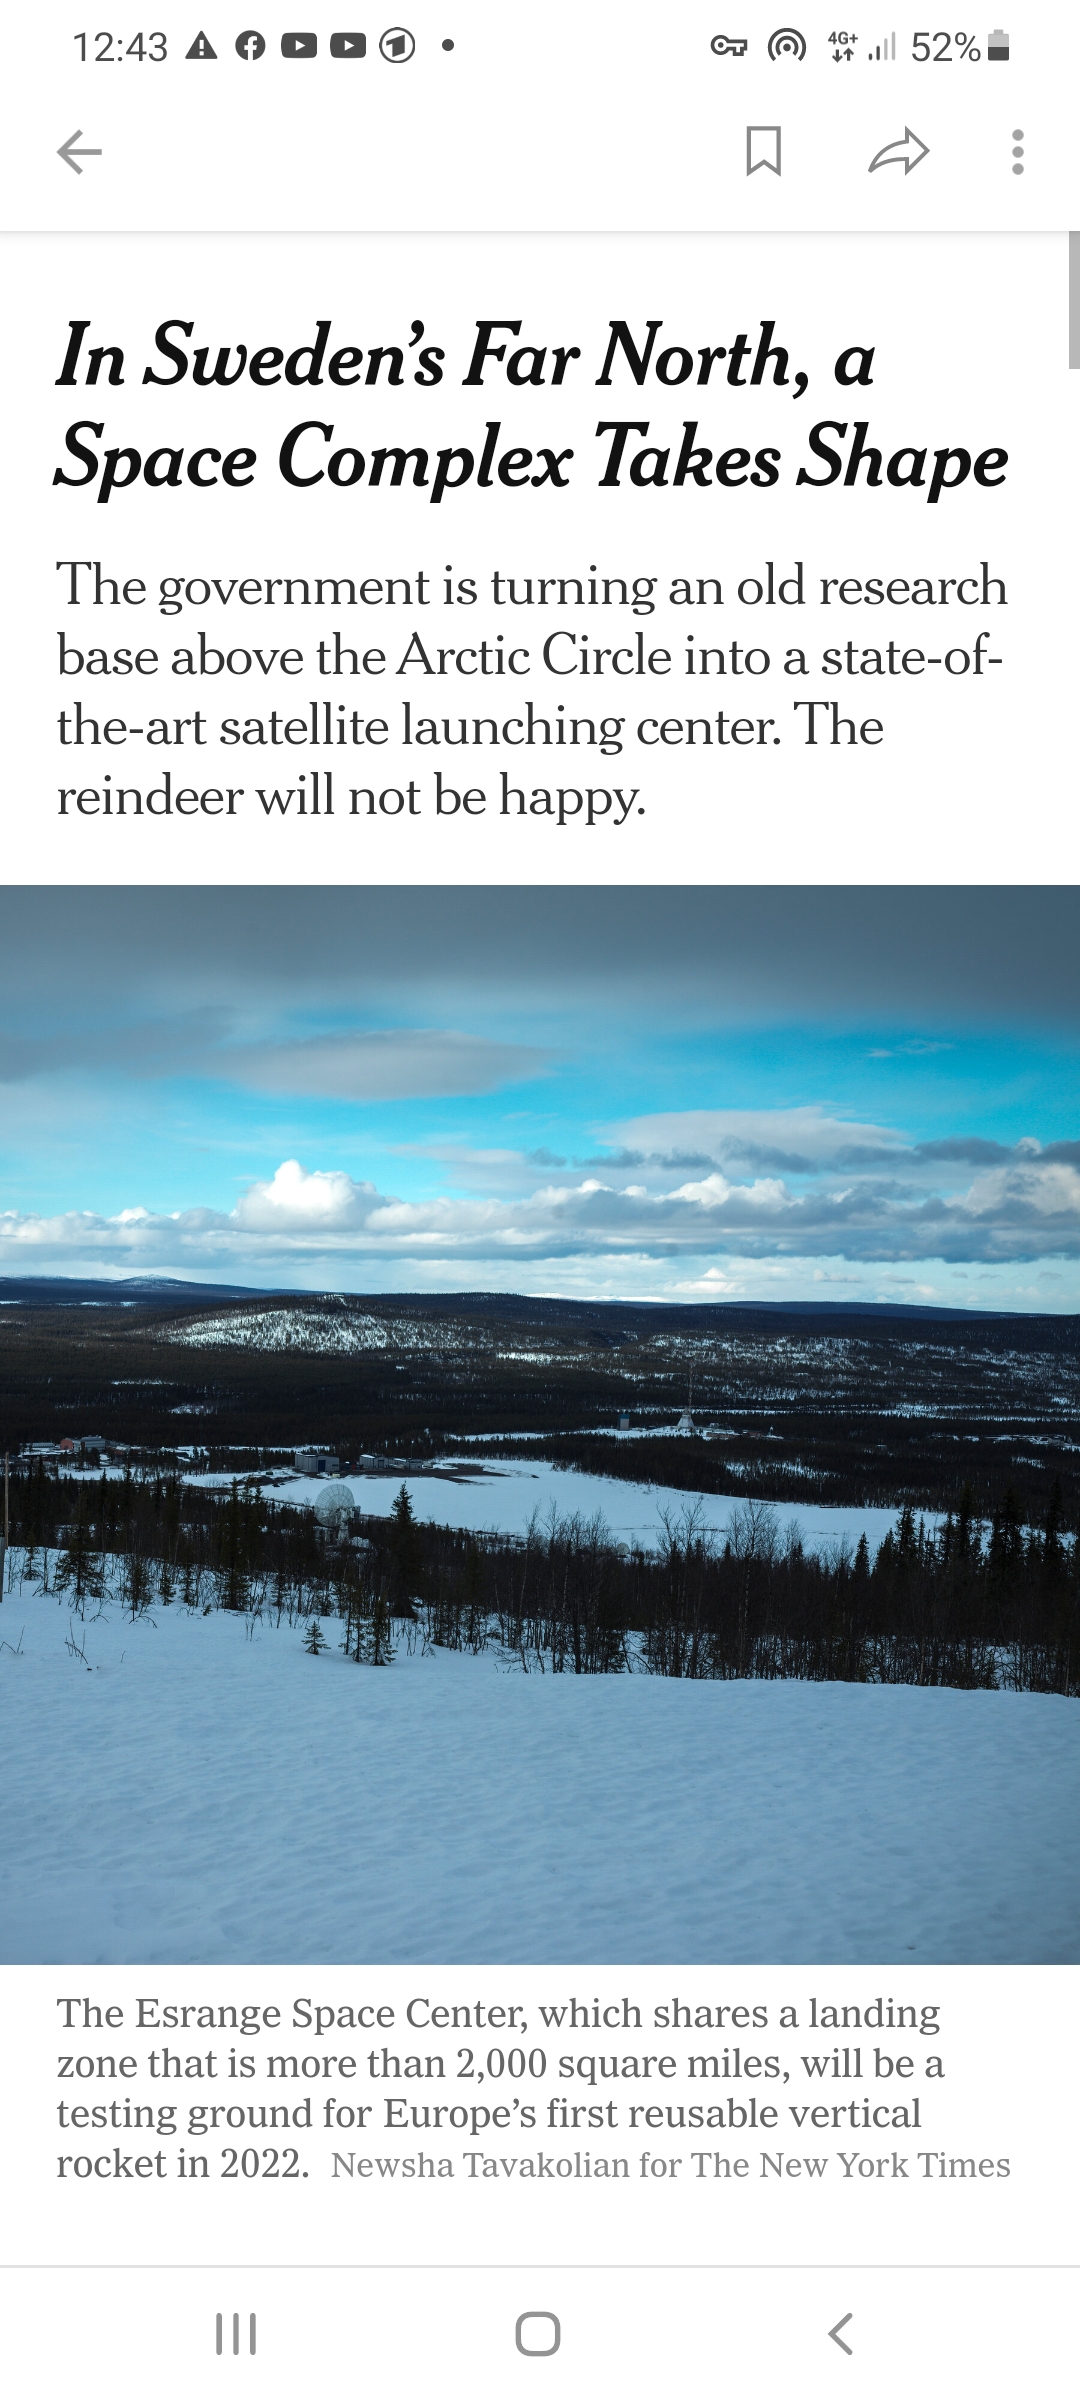 12:43
4G+
52%
In Sweden’s Far North, a
Space Complex Takes Shape
The government is turning an old research
base above the Arctic Circle into a state-of-
the-art satellite launching center. The
reindeer will not be happy.
The Esrange Space Center, which shares a landing
zone that is more than 2,000 square miles, will be a
testing ground for Europe’s first reusable vertical
rocket in 2022. Newsha Tavakolian for The New York Times